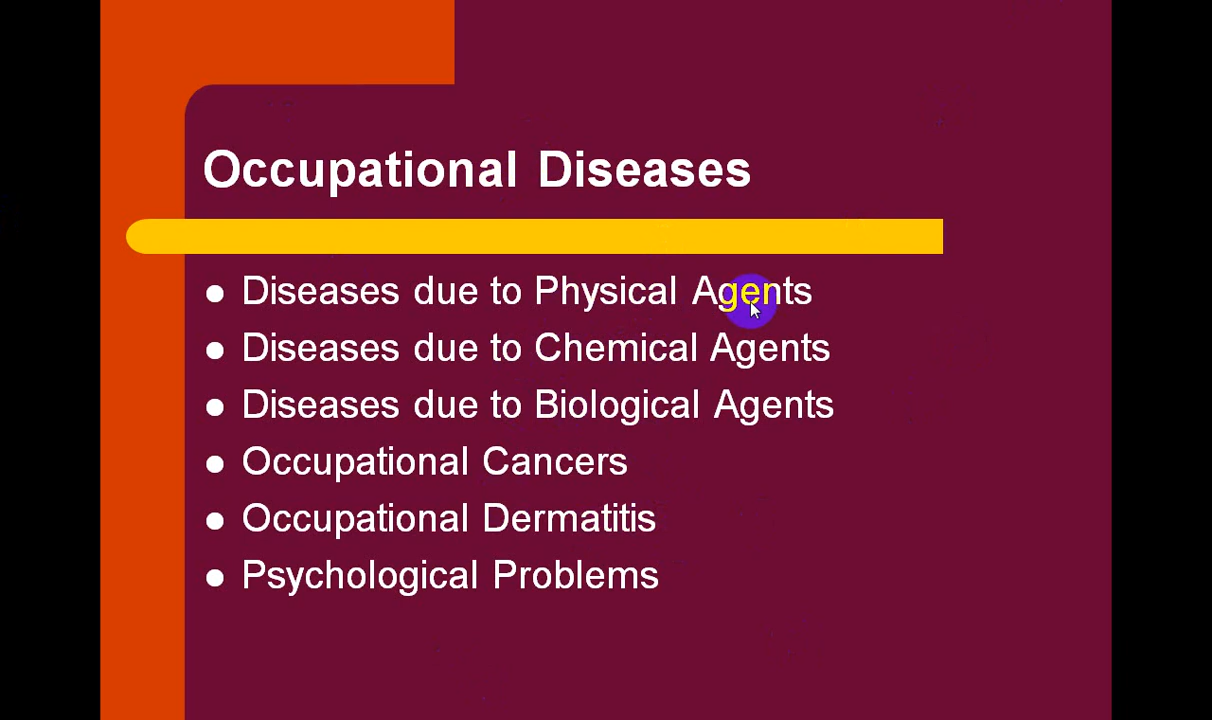 Occupational Diseases
Diseases due to Physical Agents
Diseases due to Chemical Agents
Diseases due to Biological Agents
Occupational Cancers
Occupational Dermatitis
Psychological Problems